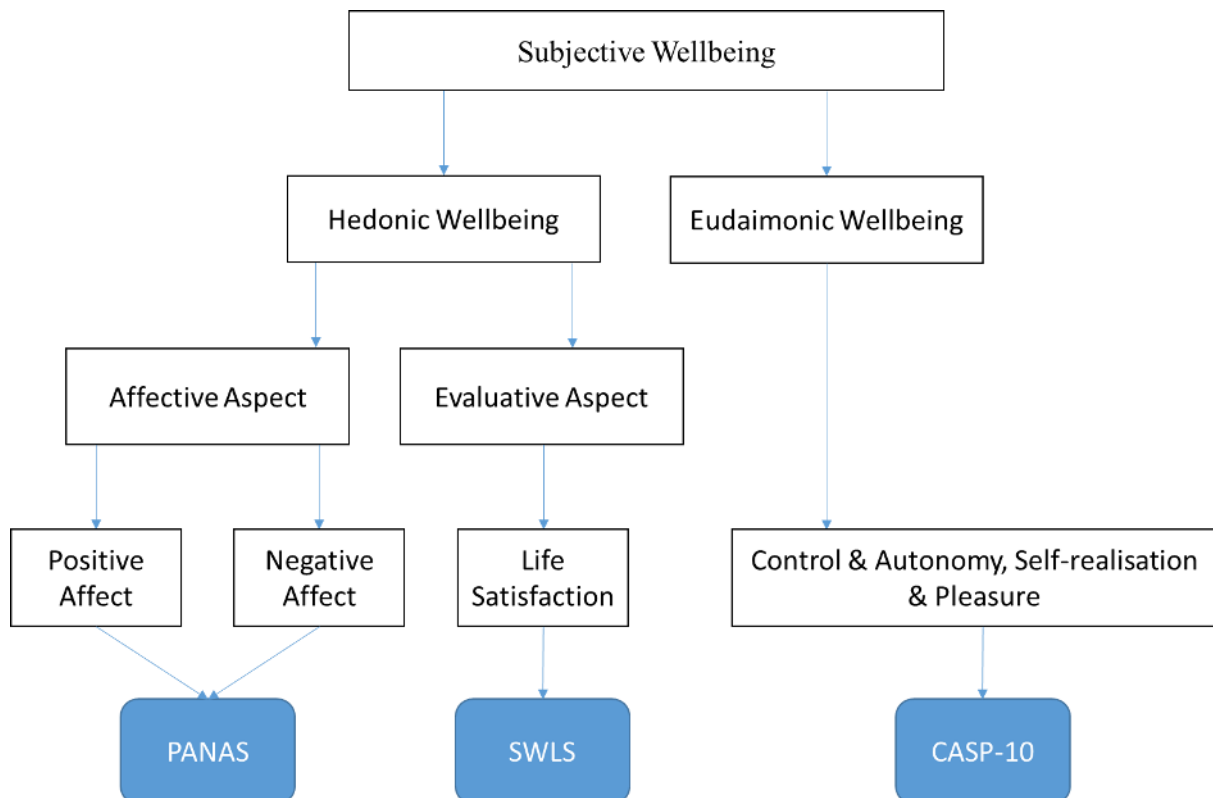 Subjective Wellbeing
Hedonic Wellbeing
Eudaimonic Wellbeing
Affective Aspect
Evaluative Aspect
Positive
Affect
Negative
Affect
Life
Satisfaction
Control & Autonomy, Self-realisation
& Pleasure
PANAS
SWLS
CASP-10